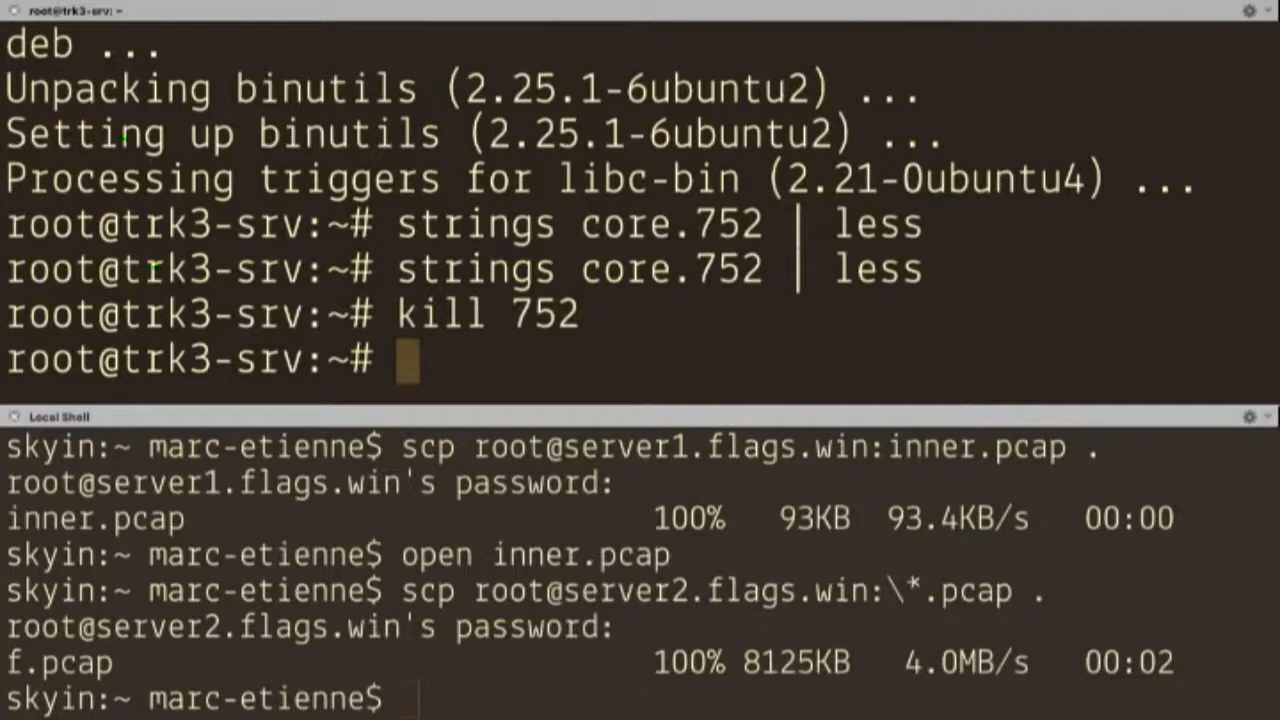 root@trk3-srv: ~
deb ...
Unpacking binutils (2.25.1-6ubuntu2) ...
Setting up binutils (2.25.1-6ubuntu2) ...
Processing triggers for libc-bin (2.21-0ubuntu4) ...
root@trk3-srv:~# strings core.752 | less
root@trk3-srv:~# strings core.752 | less
root@trk3-srv:~# kill 752
root@trk3-srv:~#
Local Shell
skyin:~ marc-etienne$ scp root@server1.flags.win:inner.pcap .
root@server1.flags.win's password:
inner.pcap 100% 93KB 93.4KB/s 00:00
skyin:~ marc-etienne$ open inner.pcap
skyin:~ marc-etienne$ scp root@server2.flags.win:\*.pcap .
root@server2.flags.win's password:
f.pcap 100% 8125KB 4.0MB/s 00:02
skyin:~ marc-etienne$